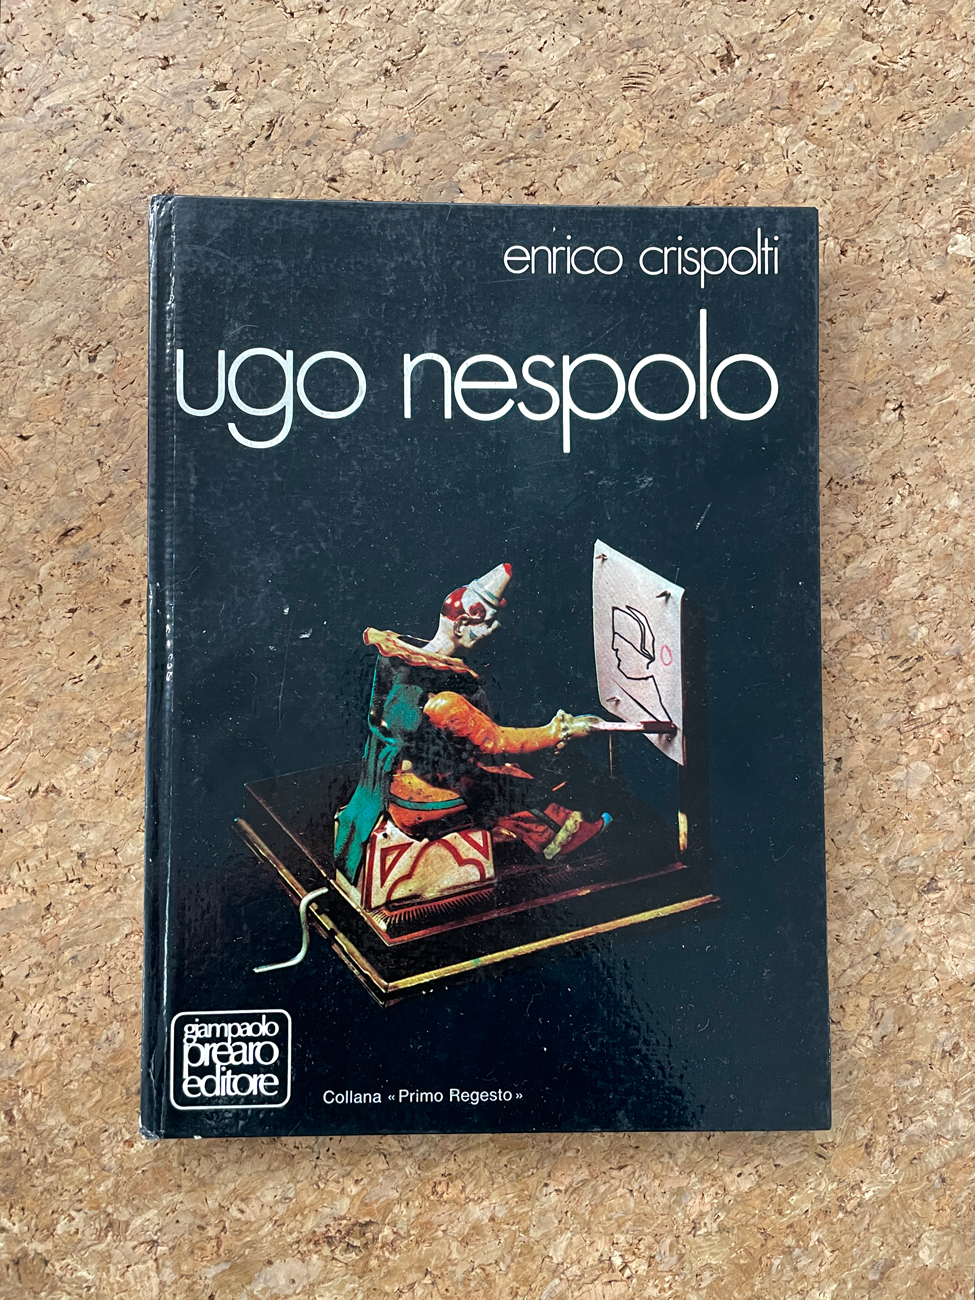 enrico crispolti
ugo nespolo
giampaolo
prearo
editore
Collana « Primo Regesto »